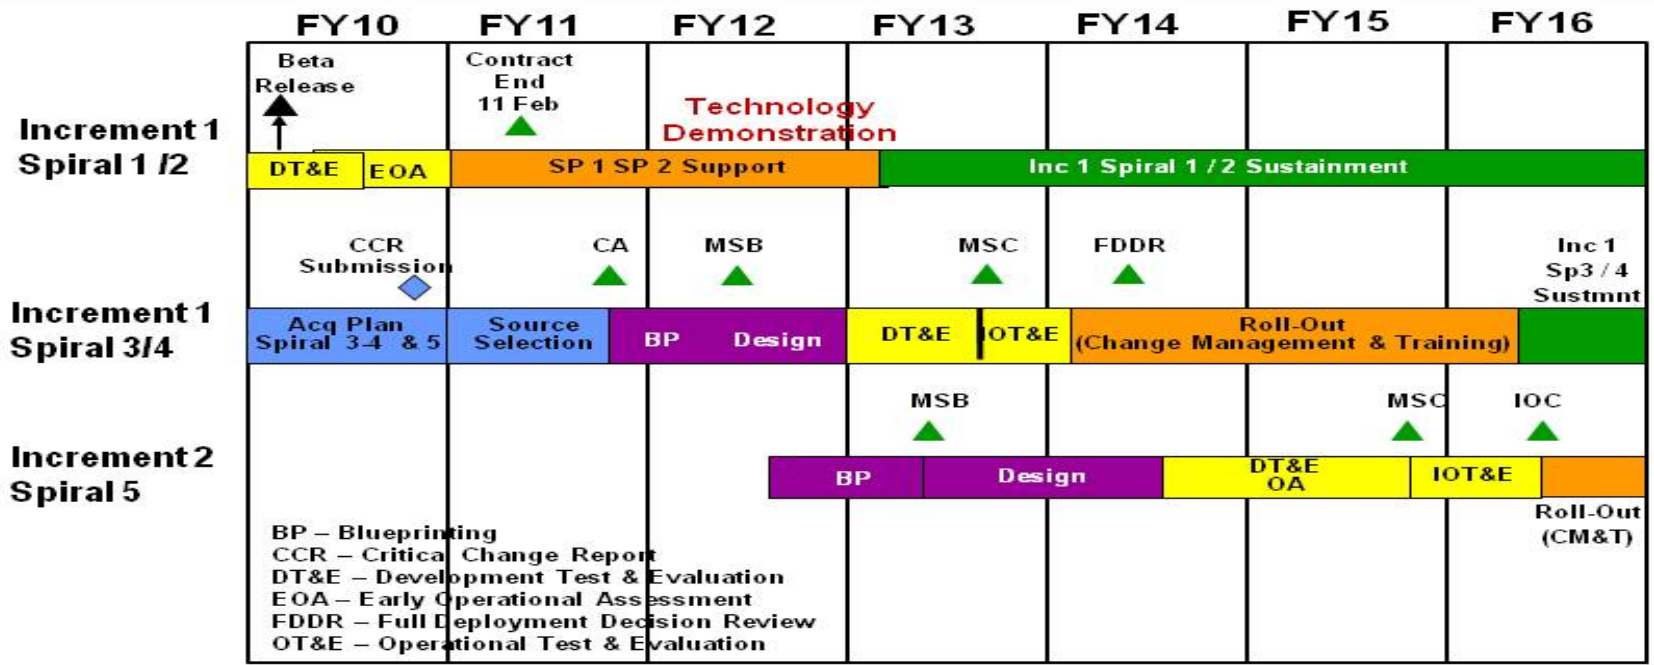 FY10 FY11 FY12 FY13 FY14 FY15 FY16
Beta
Release
Contract
End
11 Feb
Technology
Demonstration
Increment 1
Spiral 1 /2
DT&E EOA SP 1 SP 2 Support Inc 1 Spiral 1 / 2 Sustainment
CCR
Submission
CA MSB MSC FDDR
Inc 1
Sp3 / 4
Sustmnt
Increment 1
Spiral 3/4
Acq Plan
Spiral 3-4 & 5
Source
Selection
BP Design DT&E IOT&E
Roll-Out
(Change Management & Training)
MSB MSC IOC
Increment 2
Spiral 5
BP Design
DT&E
OA
IOT&E
Roll-Out
(CM&T)
BP – Blueprinting
CCR – Critical Change Report
DT&E – Development Test & Evaluation
EOA – Early Operational Assessment
FDDR – Full Deployment Decision Review
OT&E – Operational Test & Evaluation